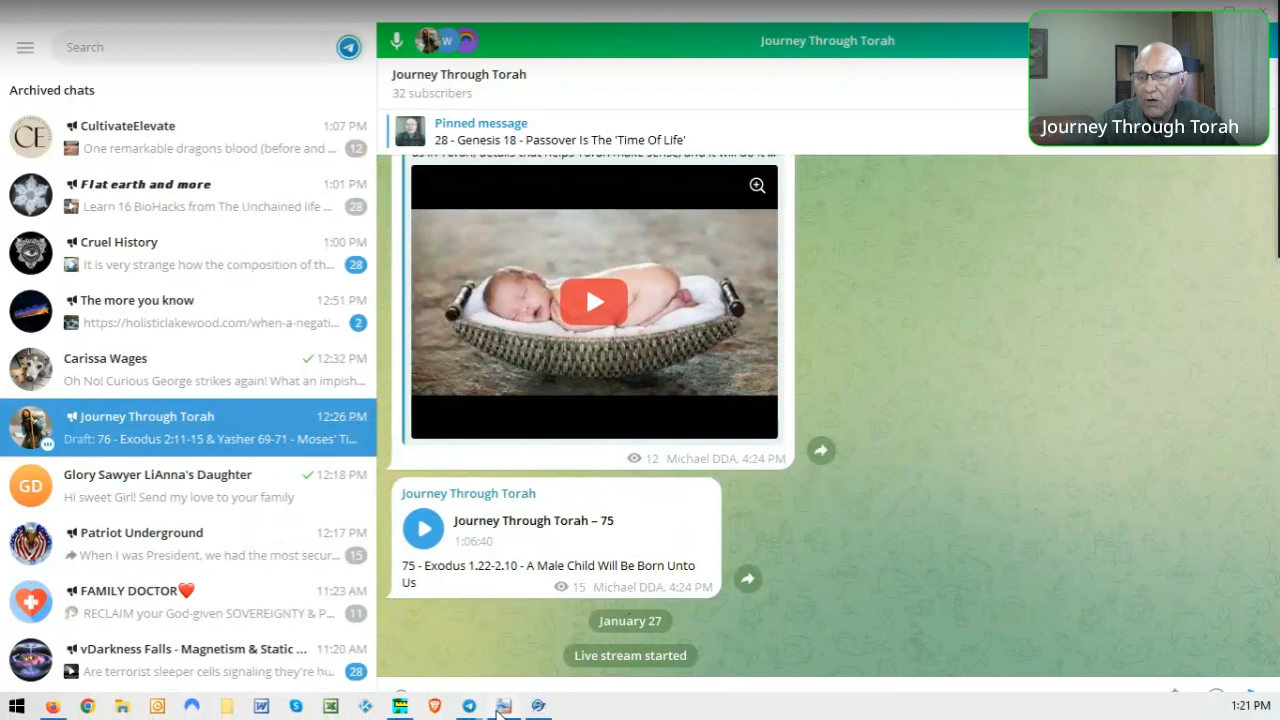 Search
Archived chats
CE
CultivateElevate 1:07 PM
One remarkable dragons blood (before and ... 12
Flat earth and more 1:01 PM
Learn 16 BioHacks from The Unchained life ... 28
Cruel History 1:00 PM
It is very strange how the composition of th... 28
The more you know 12:51 PM
https://holisticlakewood.com/when-a-negati... 2
Carissa Wages 12:32 PM
Oh No! Curious George strikes again! What an impish...
Journey Through Torah 12:26 PM
Draft: 76 - Exodus 2:11-15 & Yasher 69-71 - Moses' Ti...
GD
Glory Sawyer LiAnna's Daughter 12:18 PM
Hi sweet Girl! Send my love to your family
Patriot Underground 12:17 PM
When I was President, we had the most secur... 15
FAMILY DOCTOR❤️ 11:23 AM
RECLAIM your God-given SOVEREIGNTY & P... 11
vDarkness Falls - Magnetism & Static ... 11:20 AM
Are terrorist sleeper cells signaling they're bu... 28
W
Journey Through Torah
Journey Through Torah
32 subscribers
Pinned message
28 - Genesis 18 - Passover Is The 'Time Of Life'
Journey Through Torah
12 Michael DDA, 4:24 PM
Journey Through Torah
Journey Through Torah – 75
1:06:40
75 - Exodus 1.22-2.10 - A Male Child Will Be Born Unto
Us
15 Michael DDA, 4:24 PM
January 27
Live stream started
1:21 PM